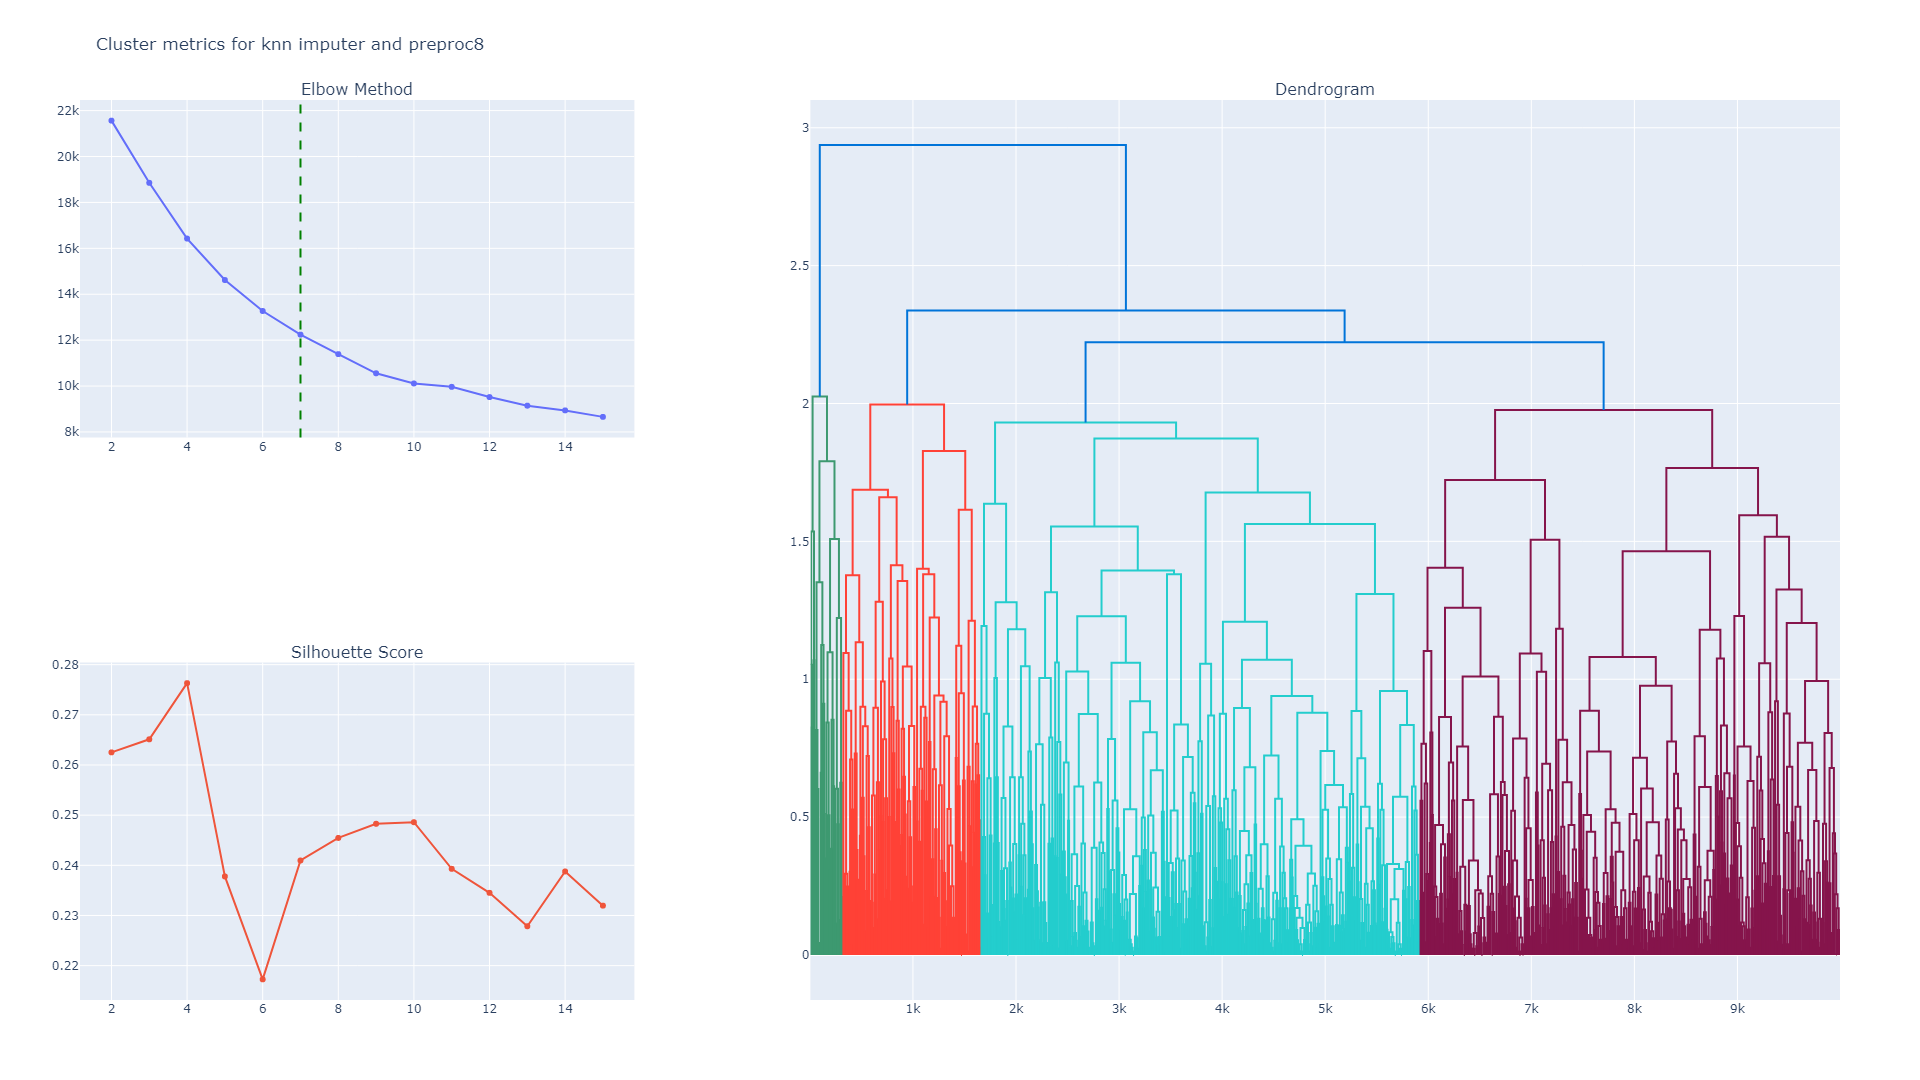 Cluster metrics for knn imputer and preproc8
Elbow Method
22k
20k
18k
16k
14k
12k
10k
8k
2 4 6 8 10 12 14
Silhouette Score
0.28
0.27
0.26
0.25
0.24
0.23
0.22
2 4 6 8 10 12 14
Dendrogram
3
2.5
2
1.5
1
0.5
0
1k 2k 3k 4k 5k 6k 7k 8k 9k